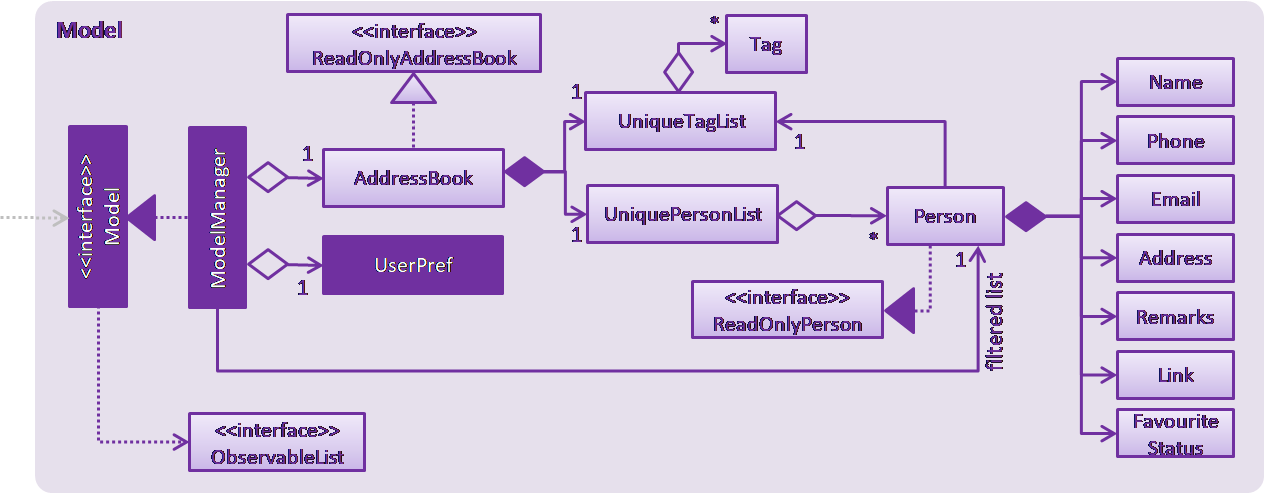 Model
<<interface>>
ReadOnlyAddressBook
*
Tag
Name
1
UniqueTagList
1
Phone
<<interface>>
Model
ModelManager
1
AddressBook
Email
1
UniquePersonList
*
Person
1
UserPref
1
Address
<<interface>>
ReadOnlyPerson
filtered list
Remarks
Link
<<interface>>
ObservableList
Favourite
Status